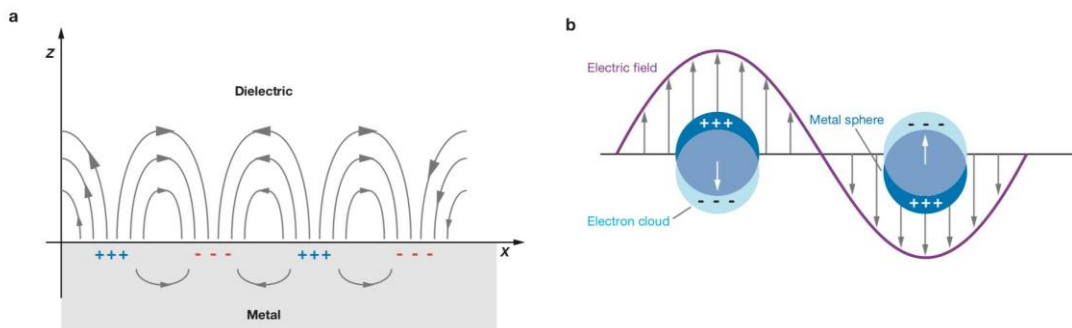 a
z
Dielectric
+++
- - -
+++
- - -
x
Metal
b
Electric field
+++
- - -
Metal sphere
- - -
+++
Electron cloud